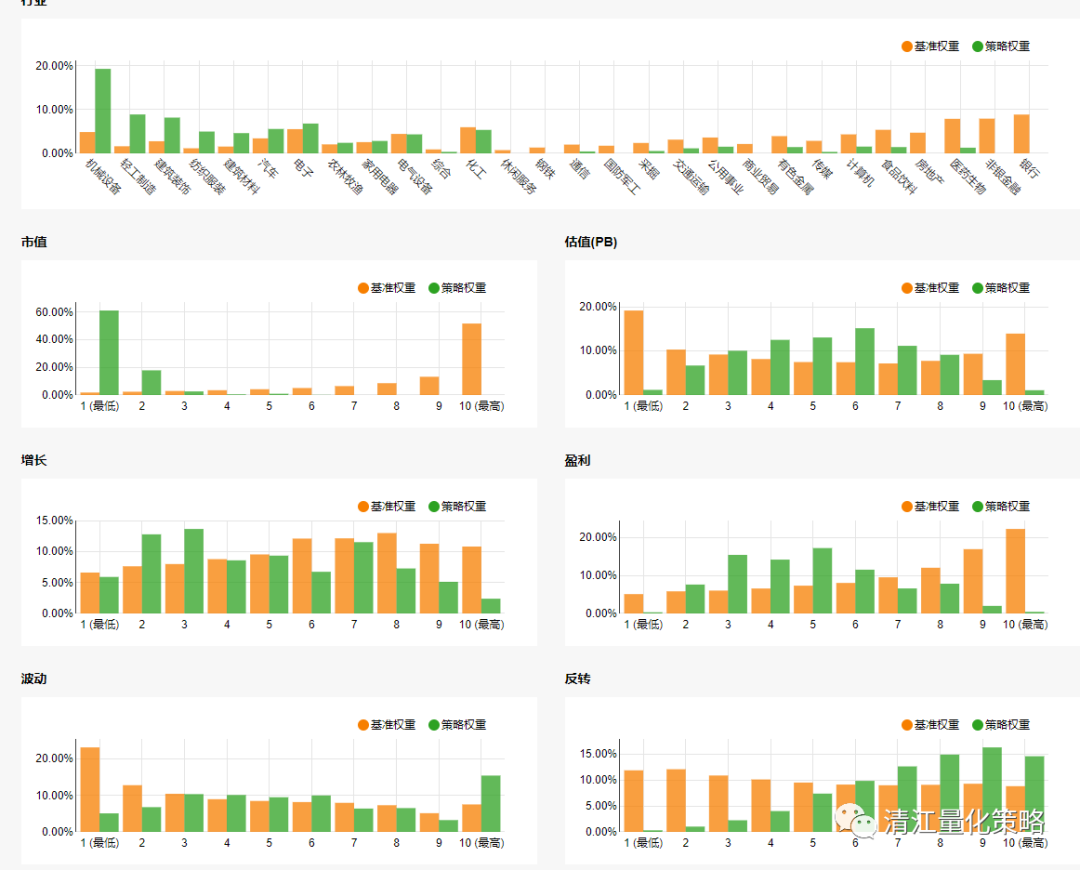 行业
基准权重 策略权重
20.00%
10.00%
0.00%
机械设备 轻工制造 建筑装饰 纺织服装 建筑材料 汽车 电子 农林牧渔 家用电器 电气设备 综合 化工 休闲服务 钢铁 通信 国防军工 采掘 交通运输 公用事业 商业贸易 有色金属 传媒 计算机 食品饮料 房地产 医药生物 非银金融 银行
市值
基准权重 策略权重
60.00%
40.00%
20.00%
0.00%
1 (最低) 2 3 4 5 6 7 8 9 10 (最高)
估值(PB)
基准权重 策略权重
20.00%
10.00%
0.00%
1 (最低) 2 3 4 5 6 7 8 9 10 (最高)
增长
基准权重 策略权重
15.00%
10.00%
5.00%
0.00%
1 (最低) 2 3 4 5 6 7 8 9 10 (最高)
盈利
基准权重 策略权重
20.00%
10.00%
0.00%
1 (最低) 2 3 4 5 6 7 8 9 10 (最高)
波动
基准权重 策略权重
20.00%
10.00%
0.00%
1 (最低) 2 3 4 5 6 7 8 9 10 (最高)
反转
基准权重 策略权重
15.00%
10.00%
5.00%
0.00%
1 (最低) 2 3 4 5 6 7 8 9 10 (最高)
清江量化策略